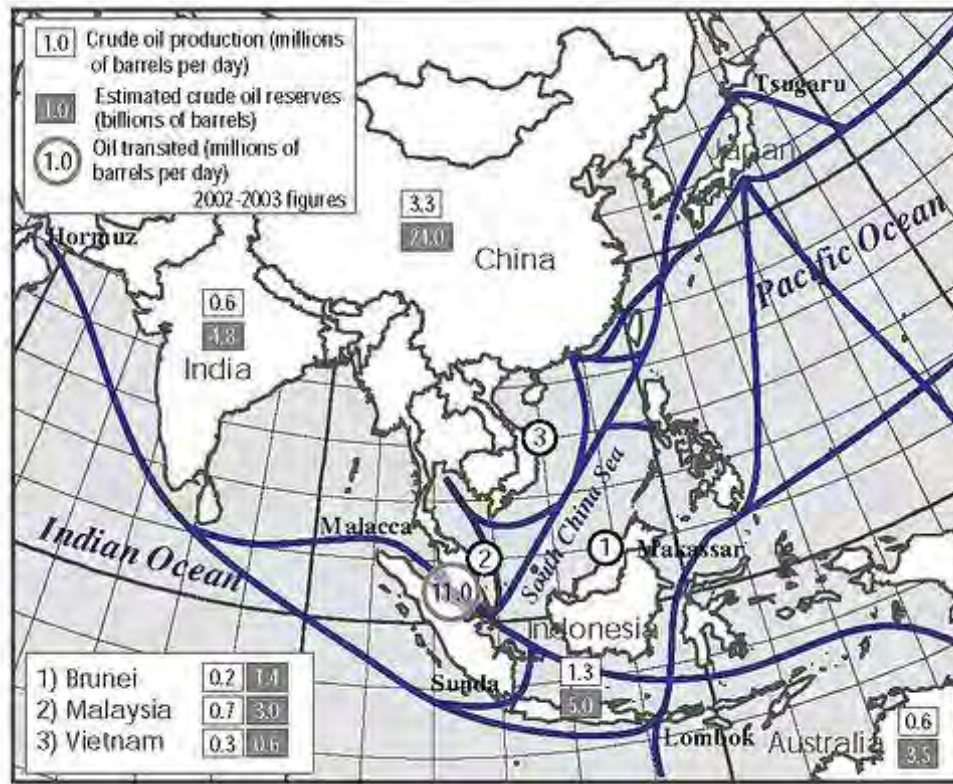 1.0 Crude oil production (millions
of barrels per day)
1.0 Estimated crude oil reserves
(billions of barrels)
1.0 Oil transited (millions of
barrels per day)
2002-2003 figures
Tsugaru
Japan
Hormuz
3.3
24.0
China
Pacific Ocean
0.6
4.8
India
3
South China Sea
Malacca
Indian Ocean
2
1
Makassar
11.0
Indonesia
1.3
5.0
Sunda
Lombok
Australia
0.6
3.5
1) Brunei 0.2 1.4
2) Malaysia 0.7 3.0
3) Vietnam 0.3 0.6